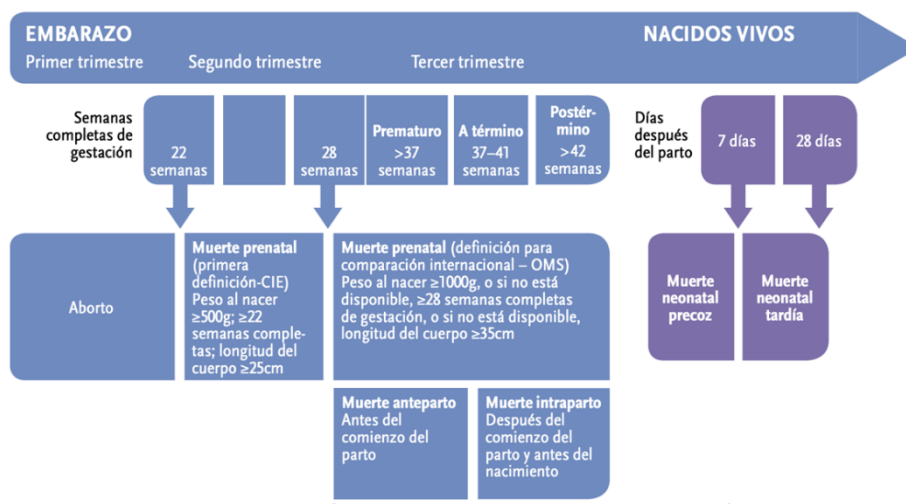 EMBARAZO
NACIDOS VIVOS
Primer trimestre
Segundo trimestre
Tercer trimestre
Semanas
completas de
gestación
22
semanas
28
semanas
Prematuro
>37
semanas
A término
37–41
semanas
Postér-
mino
>42
semanas
Días
después
del parto
7 días
28 días
Aborto
Muerte prenatal
(primera
definición-CIE)
Peso al nacer
≥500g; ≥22
semanas comple-
tas; longitud del
cuerpo ≥25cm
Muerte prenatal (definición para
comparación internacional – OMS)
Peso al nacer ≥1000g, o si no está
disponible, ≥28 semanas completas
de gestación, o si no está disponible,
longitud del cuerpo ≥35cm
Muerte
neonatal
precoz
Muerte
neonatal
tardía
Muerte anteparto
Antes del
comienzo del
parto
Muerte intraparto
Después del
comienzo del
parto y antes del
nacimiento